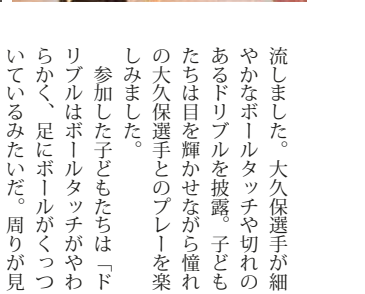 流しました。大久保選手が細
やかなボールタッチや切れの
あるドリブルを披露。子ども
たちは目を輝かせながら憧れ
の大久保選手とのプレーを楽
しみました。
参加した子どもたちは「ド
リブルはボールタッチがやわ
らかく、足にボールがくっつ
いているみたいだ。周りが見